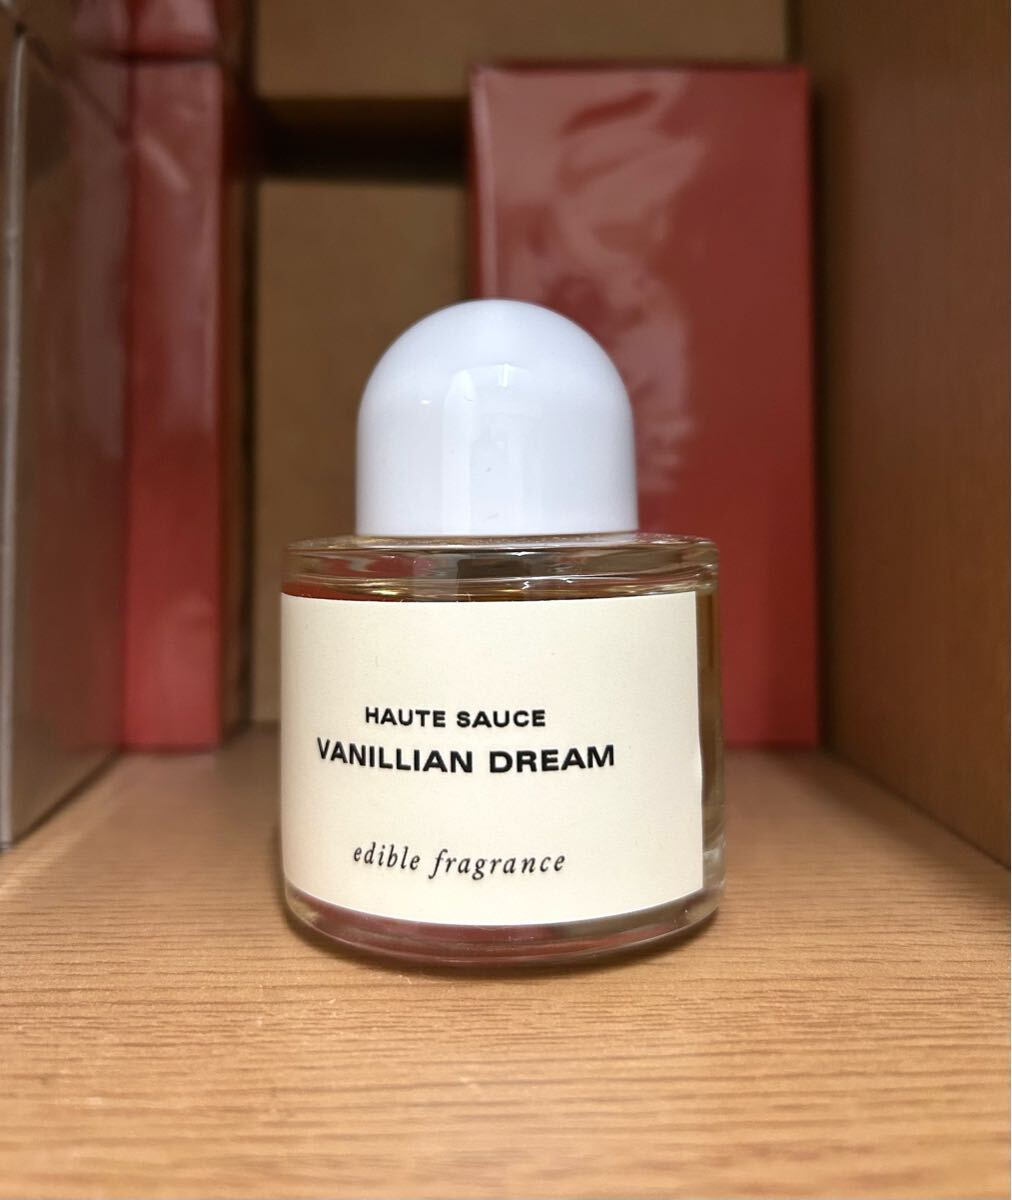 HAUTE SAUCE
VANILLIAN DREAM
edible fragrance